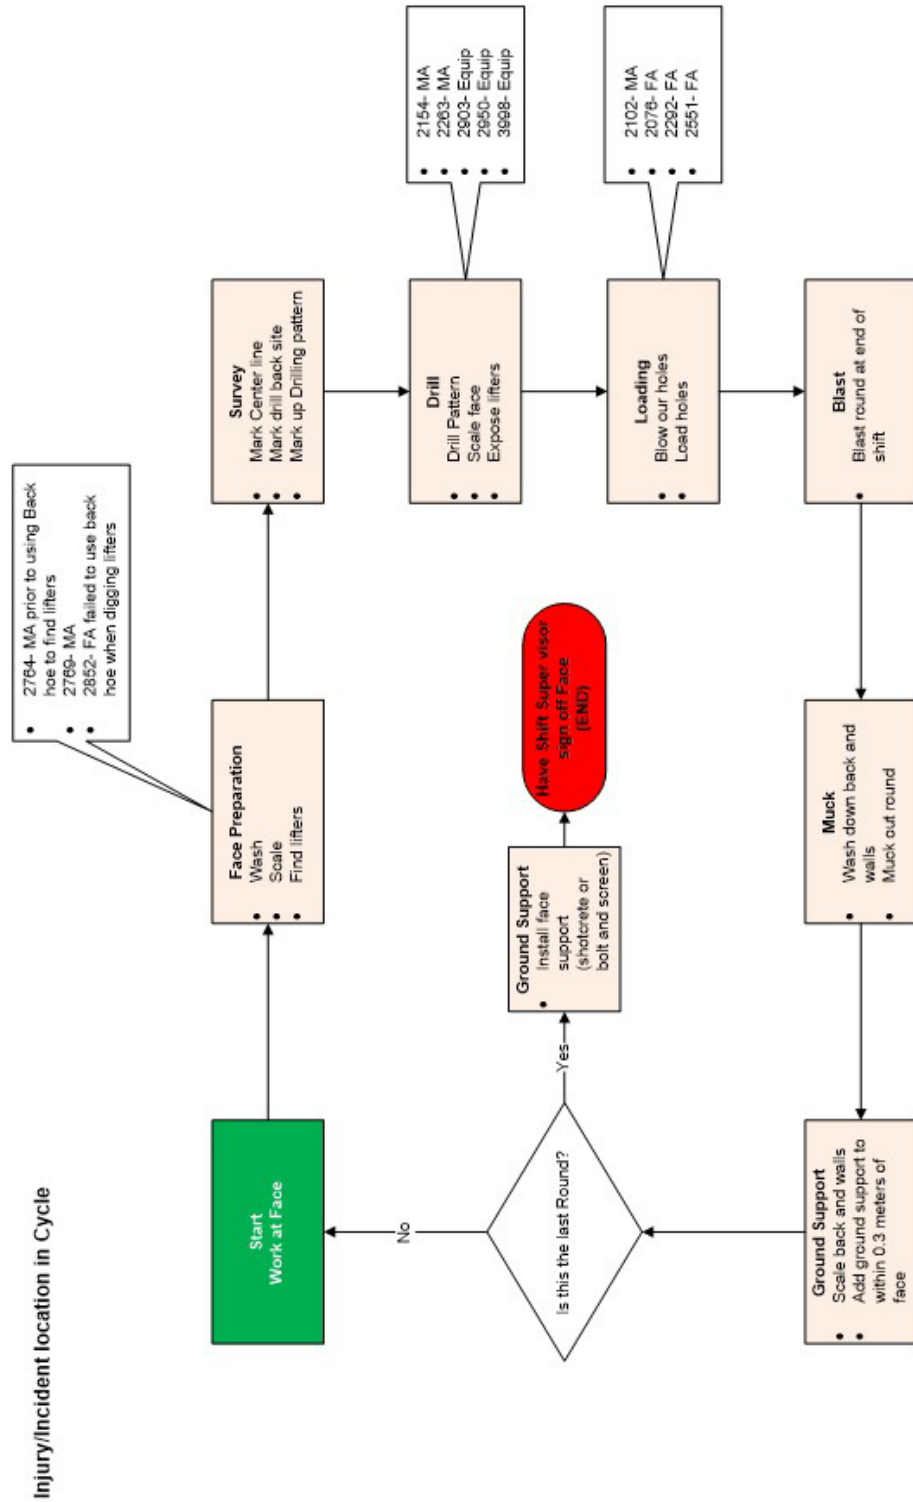 Injury/Incident location in Cycle
Start
Work at Face
Face Preparation
• Wash
• Scale
• Find lifters
• 2764- MA prior to using Back
hoe to find lifters
• 2769- MA
• 2852- FA failed to use back
hoe when digging lifters
Survey
• Mark Center line
• Mark drill back site
• Mark up Drilling pattern
Drill
• Drill Pattern
• Scale face
• Expose lifters
• 2154- MA
• 2263- MA
• 2903- Equip
• 2950- Equip
• 3998- Equip
Loading
• Blow our holes
• Load holes
• 2102- MA
• 2076- FA
• 2292- FA
• 2551- FA
Blast
• Blast round at end of
shift
Muck
• Wash down back and
walls
• Muck out round
Ground Support
• Scale back and walls
• Add ground support to
within 0.3 meters of
face
Is this the last Round?
No
Yes
Ground Support
• Install face
support
(shotcrete or
bolt and screen)
Have Shift Super visor
sign off Face
(END)